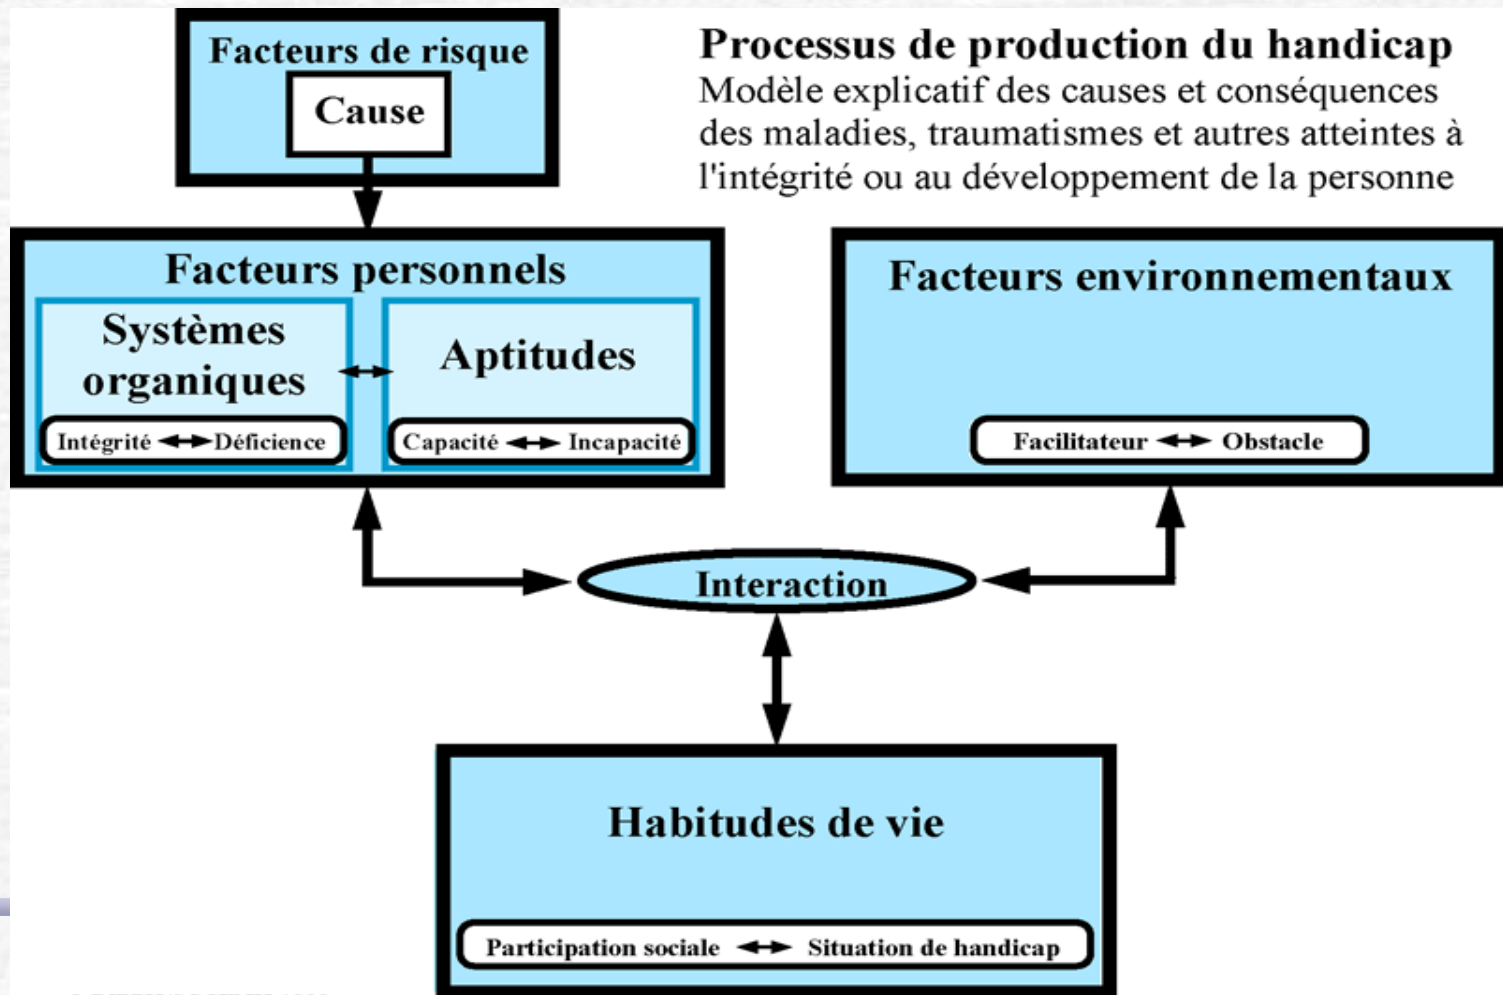 Facteurs de risque
Cause
Processus de production du handicap
Modèle explicatif des causes et conséquences
des maladies, traumatismes et autres atteintes à
l'intégrité ou au développement de la personne
Facteurs personnels
Systèmes
organiques
Intégrité Déficience
Aptitudes
Capacité Incapacité
Facteurs environnementaux
Facilitateur Obstacle
Interaction
Habitudes de vie
Participation sociale Situation de handicap